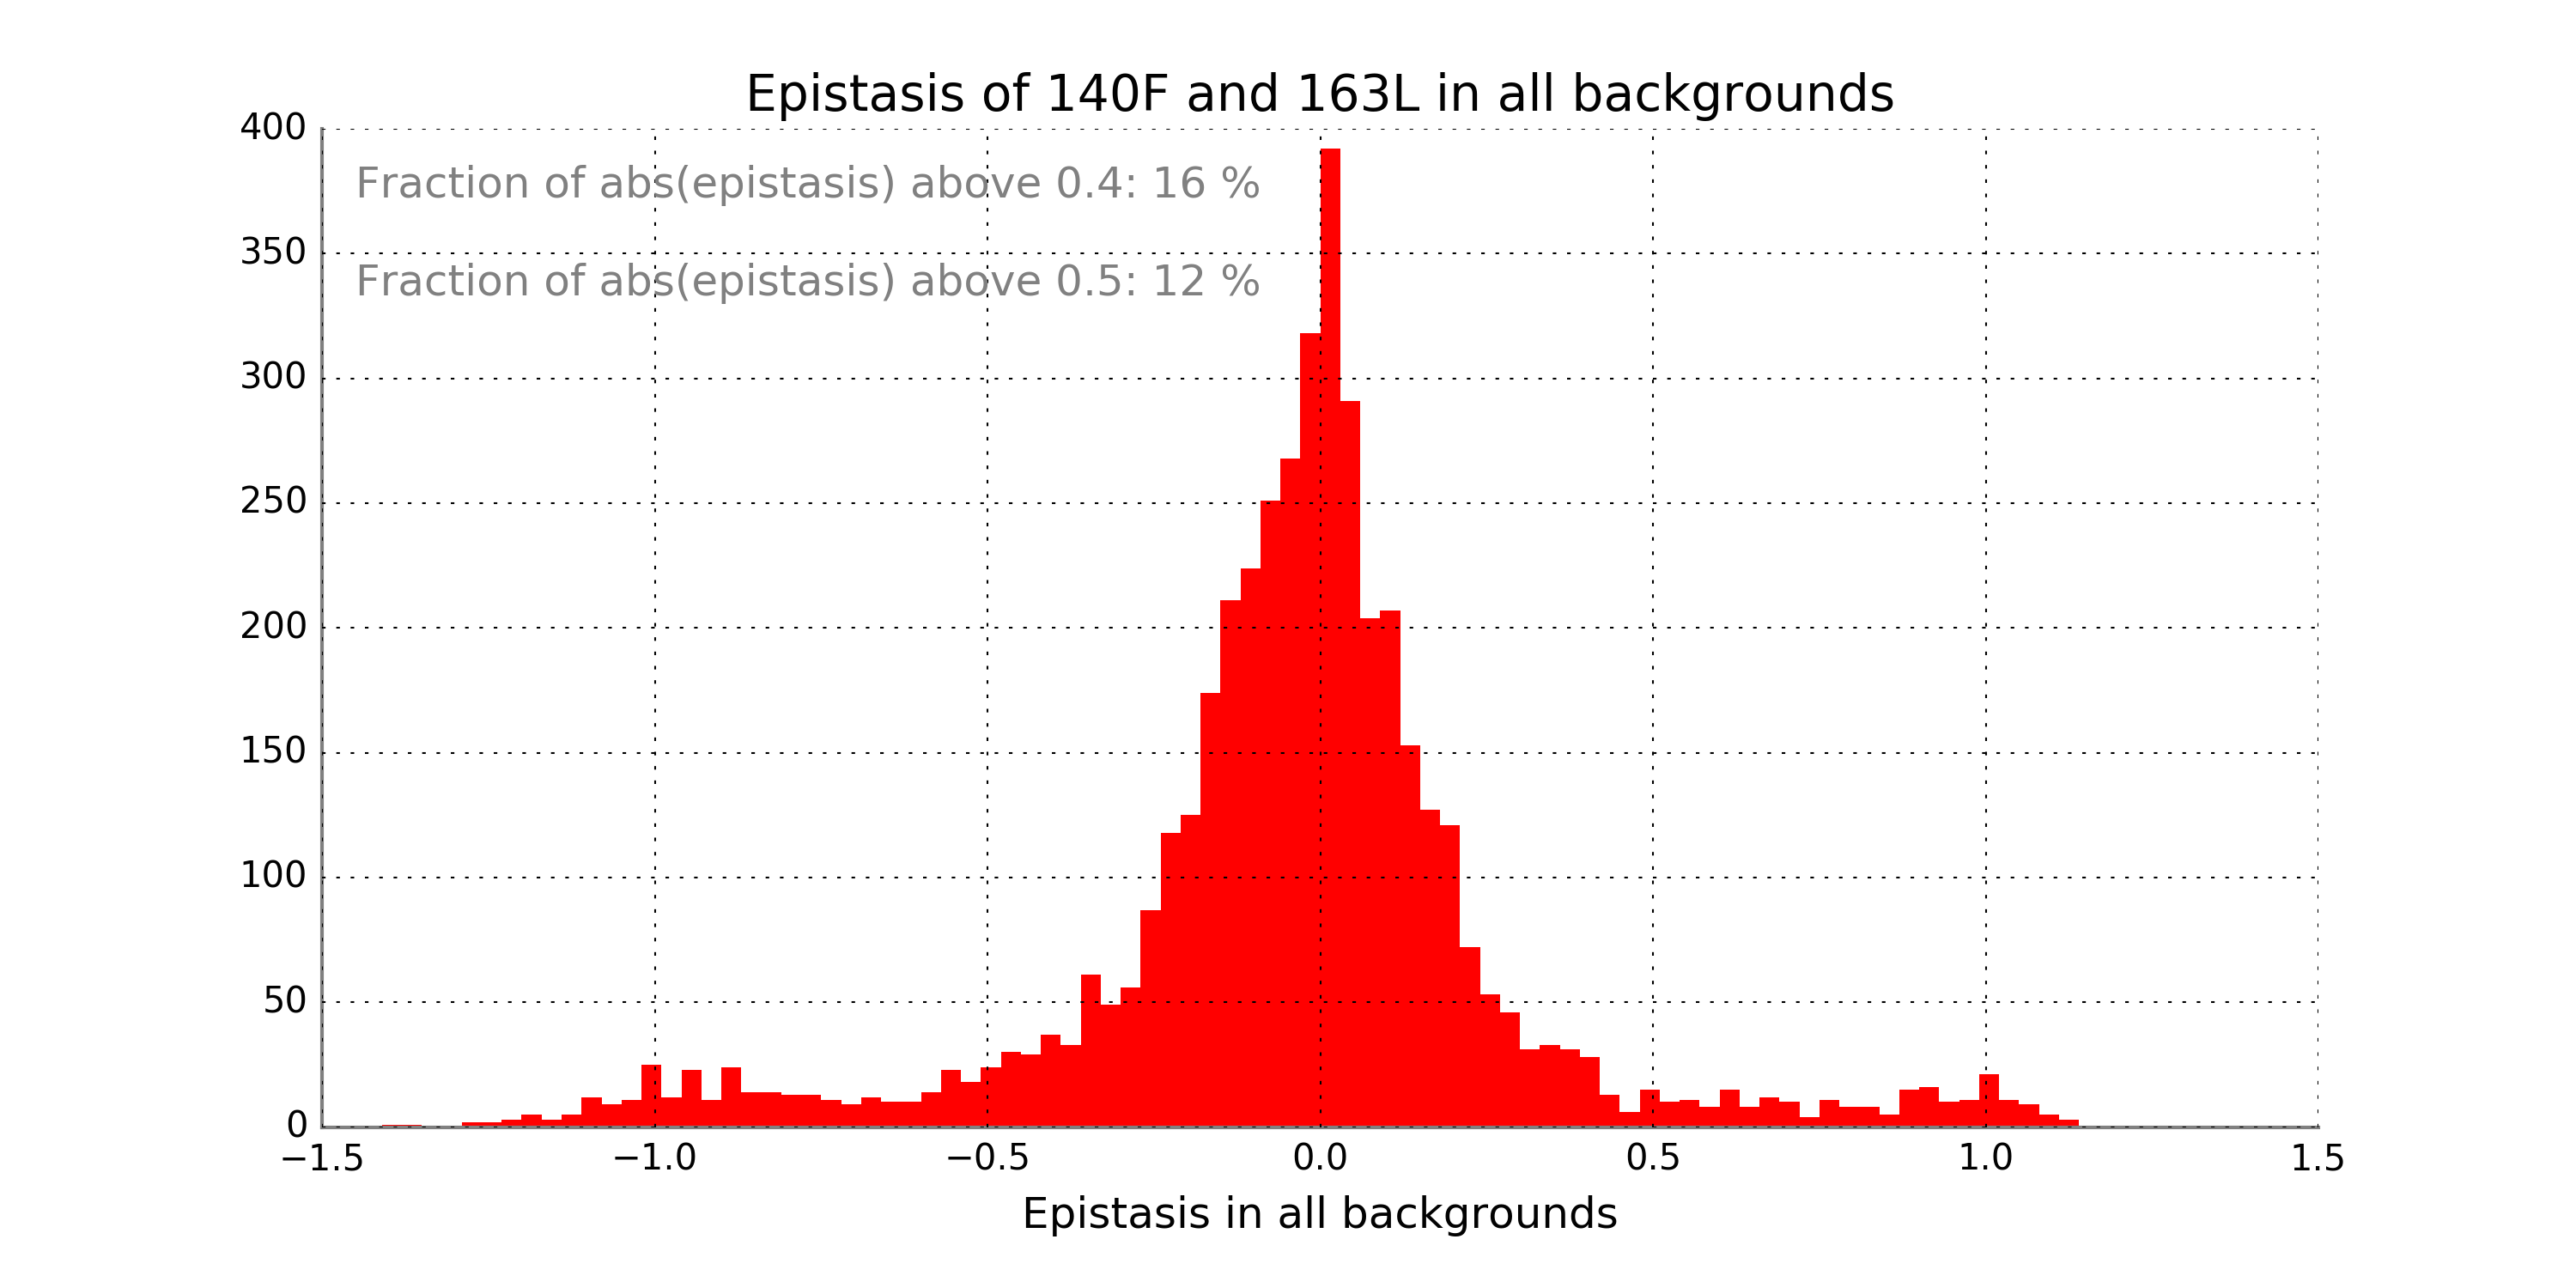 Epistasis of 140F and 163L in all backgrounds
400
350
300
250
200
150
100
50
0
Fraction of abs(epistasis) above 0.4: 16 %
Fraction of abs(epistasis) above 0.5: 12 %
−1.5 −1.0 −0.5 0.0 0.5 1.0 1.5
Epistasis in all backgrounds